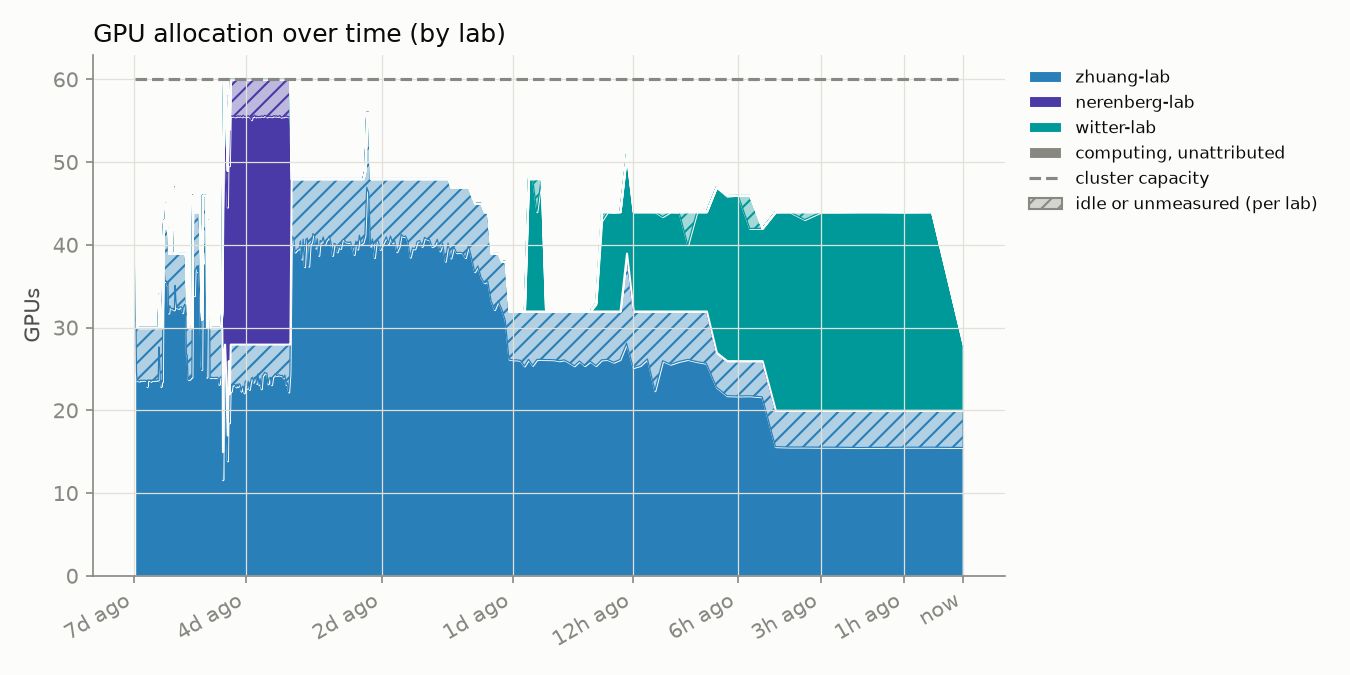 GPU allocation over time (by lab)
GPUs
60
50
40
30
20
10
0
7d ago
4d ago
2d ago
1d ago
12h ago
6h ago
3h ago
1h ago
now
zhuang-lab
nerenberg-lab
witter-lab
computing, unattributed
cluster capacity
idle or unmeasured (per lab)